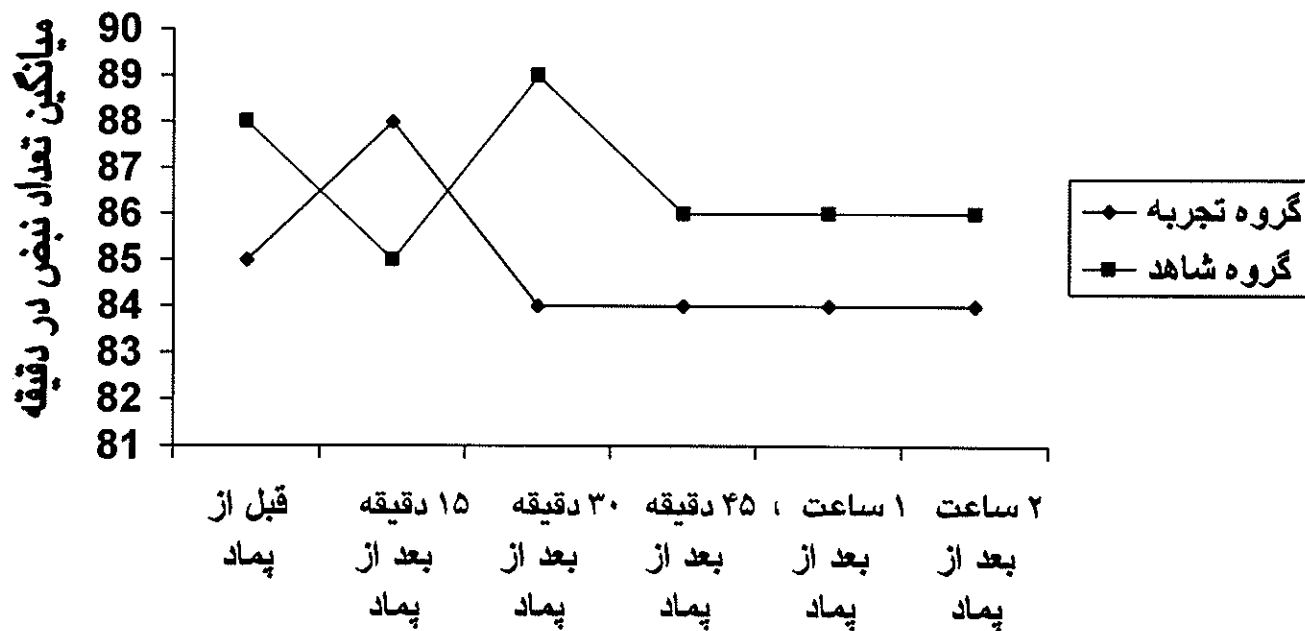 میانگین تعداد نبض در دقیقه
90
89
88
87
86
85
84
83
82
81
قبل از
پماد
۱۵ دقیقه
بعد از
پماد
۳۰ دقیقه
بعد از
پماد
۴۵ دقیقه
بعد از
پماد
۱ ساعت
بعد از
پماد
۲ ساعت
بعد از
پماد
گروه تجربه
گروه شاهد